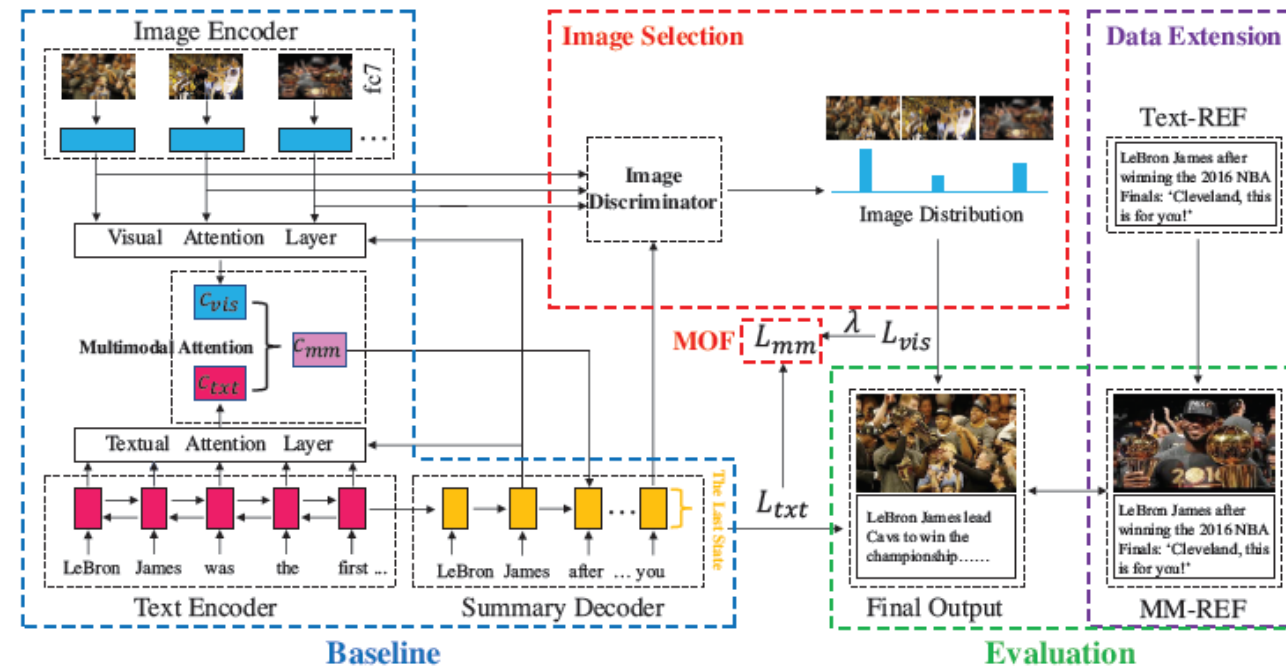 Image Encoder
fc7
...
Visual Attention Layer
c_vis
Multimodal Attention
c_mm
c_txt
Textual Attention Layer
LeBron James was the first ...
Text Encoder
...
The Last State
LeBron James after ... you
Summary Decoder
Baseline
Image Selection
Image
Discriminator
Image Distribution
MOF
L_mm
λ
L_vis
L_txt
Data Extension
Text-REF
LeBron James after
winning the 2016 NBA
Finals: ‘Cleveland, this
is for you!’
LeBron James lead
Cavs to win the
championship……
Final Output
2016
LeBron James after
winning the 2016 NBA
Finals: ‘Cleveland, this
is for you!’
MM-REF
Evaluation